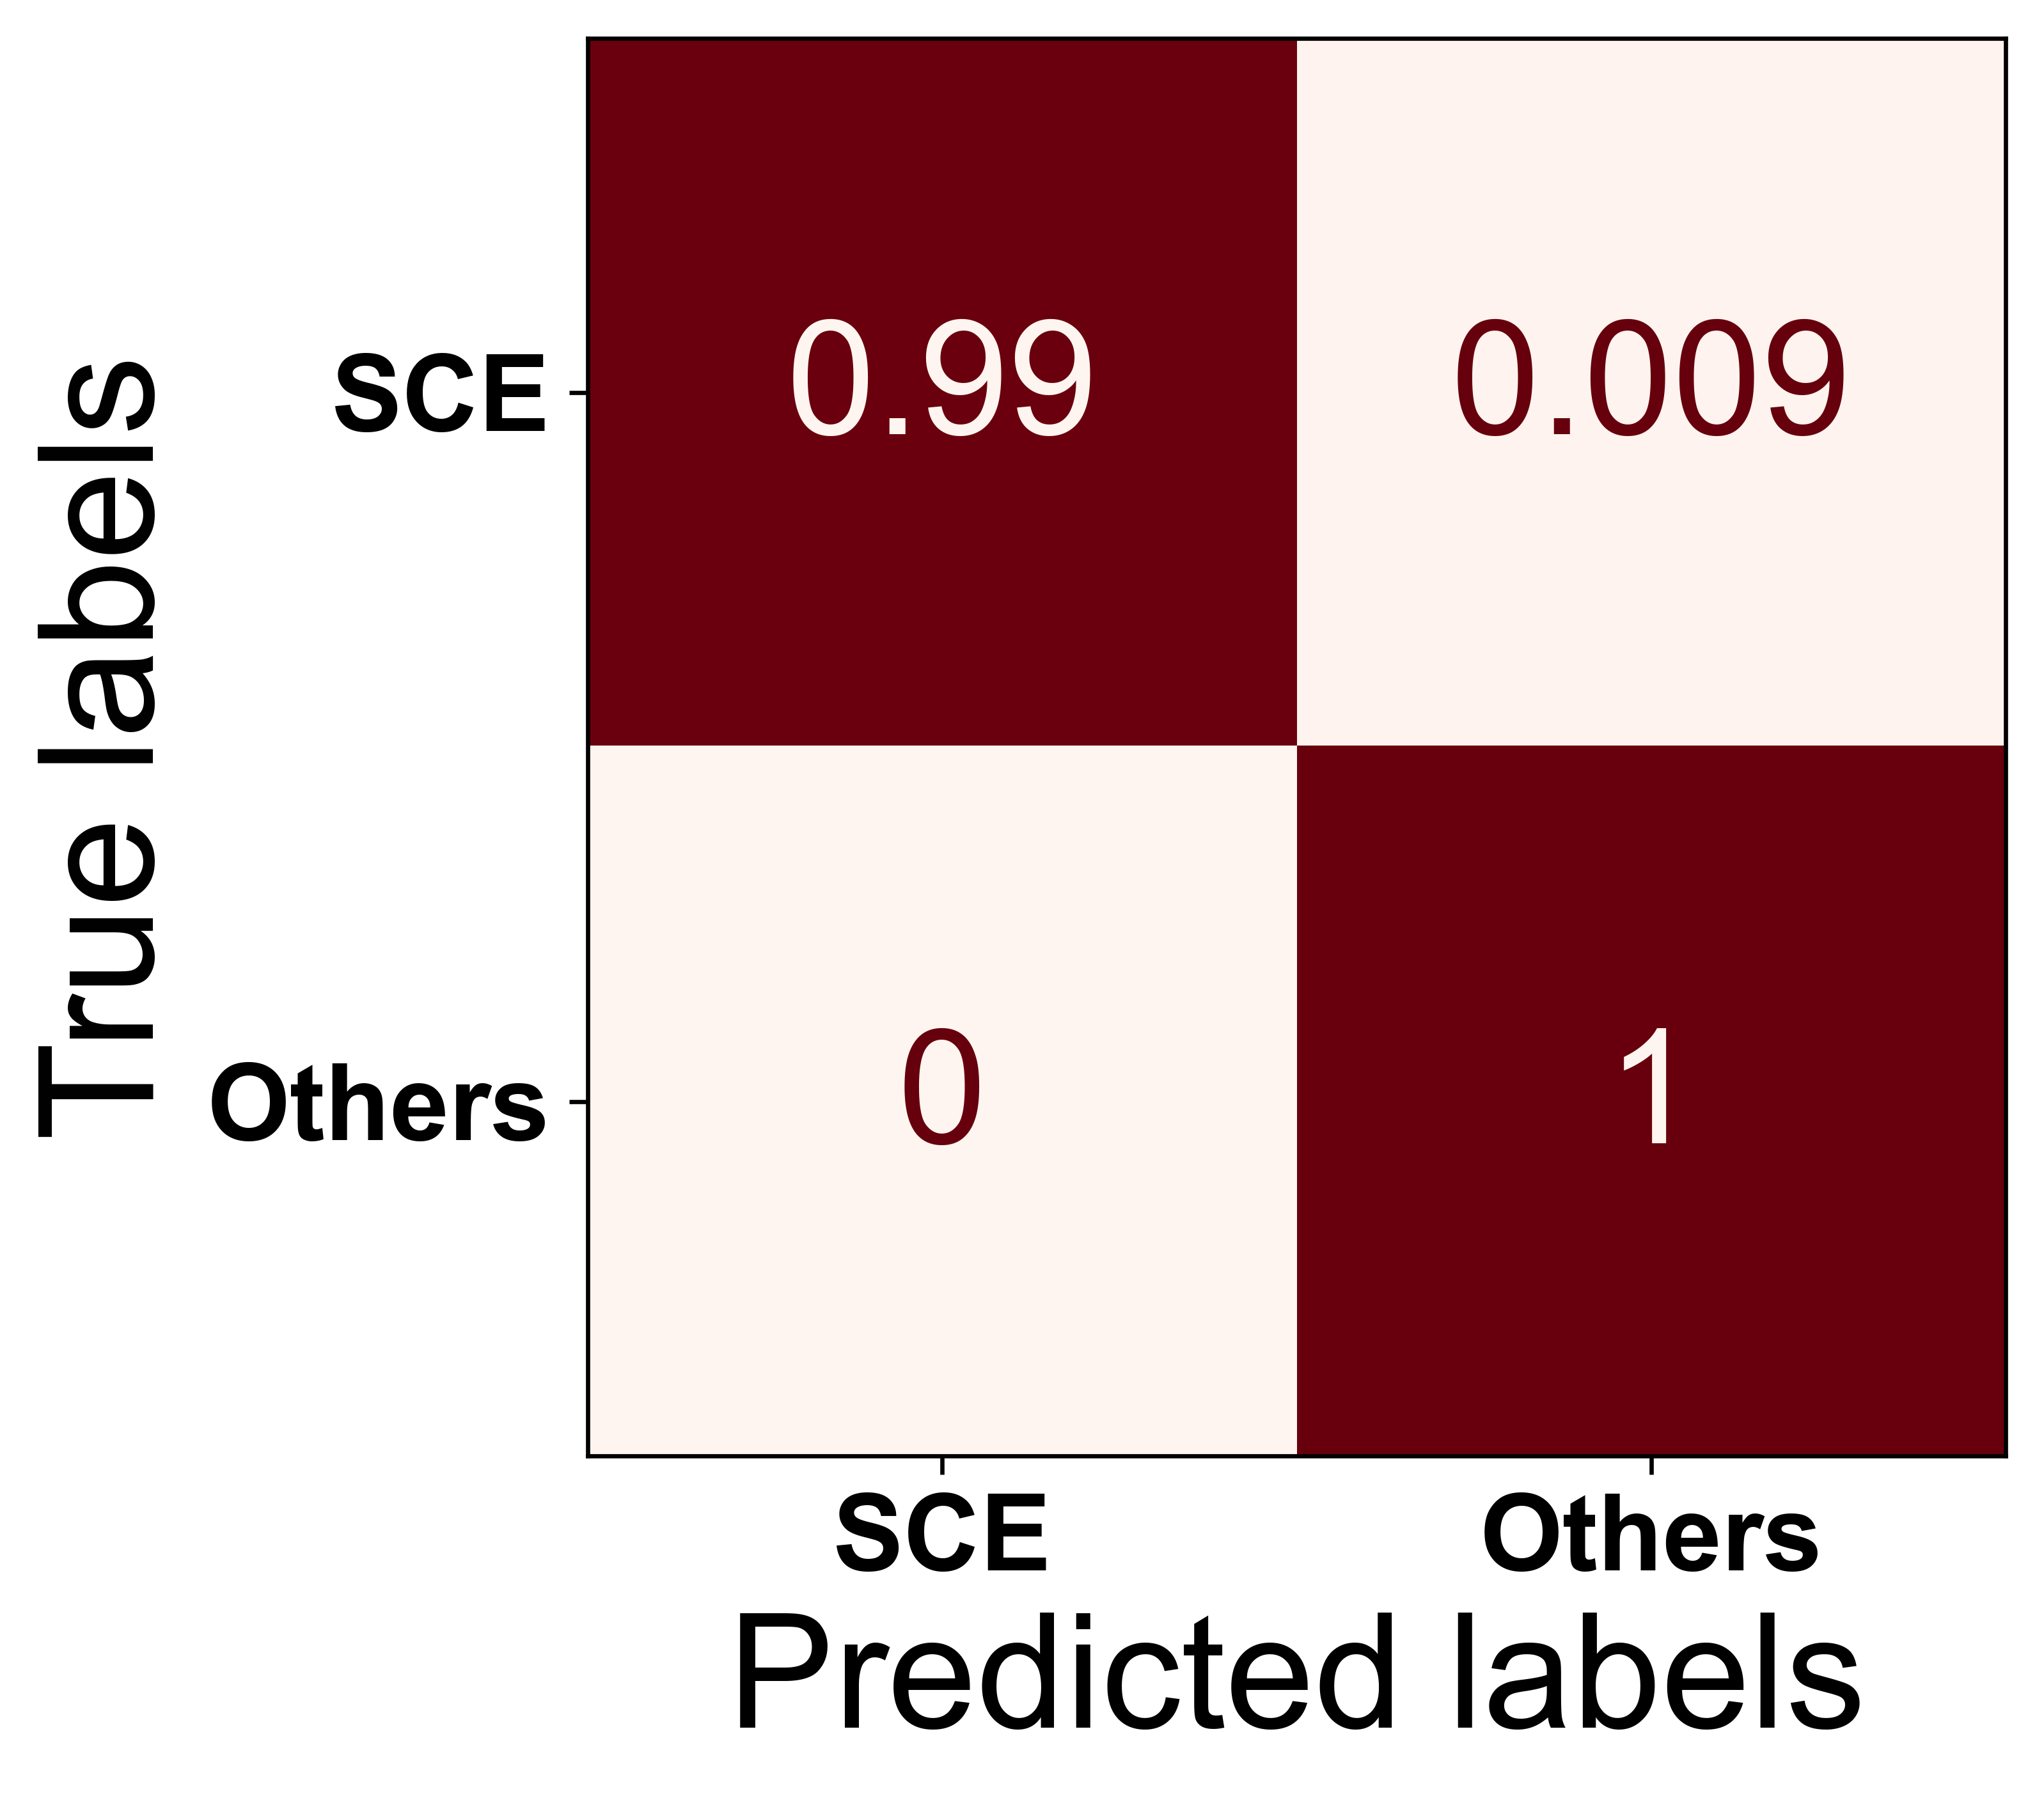 True labels
SCE
0.99 0.009
Others
0 1
SCE Others
Predicted labels